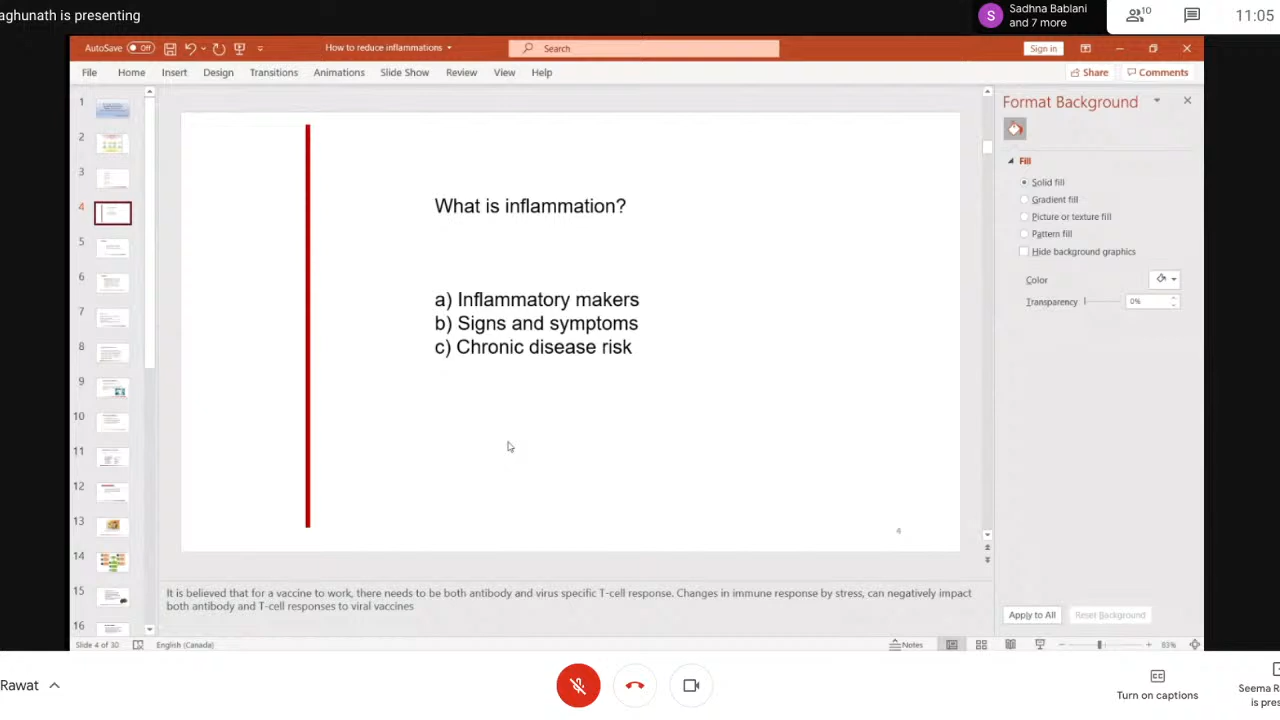 aghunath is presenting
Sadhna Bablani
and 7 more
S
10
11:05
AutoSave Off
How to reduce inflammations
Search
Sign in
File Home Insert Design Transitions Animations Slide Show Review View Help
Share Comments
1
2
3
4
5
6
7
8
9
10
11
12
13
14
15
16
What is inflammation?
a) Inflammatory makers
b) Signs and symptoms
c) Chronic disease risk
4
It is believed that for a vaccine to work, there needs to be both antibody and virus specific T-cell response. Changes in immune response by stress, can negatively impact
both antibody and T-cell responses to viral vaccines
Format Background
Fill
Solid fill
Gradient fill
Picture or texture fill
Pattern fill
Hide background graphics
Color
Transparency 0%
Apply to All Reset Background
Slide 4 of 30 English (Canada) Notes 83%
Rawat
Turn on captions
Seema R
is pres